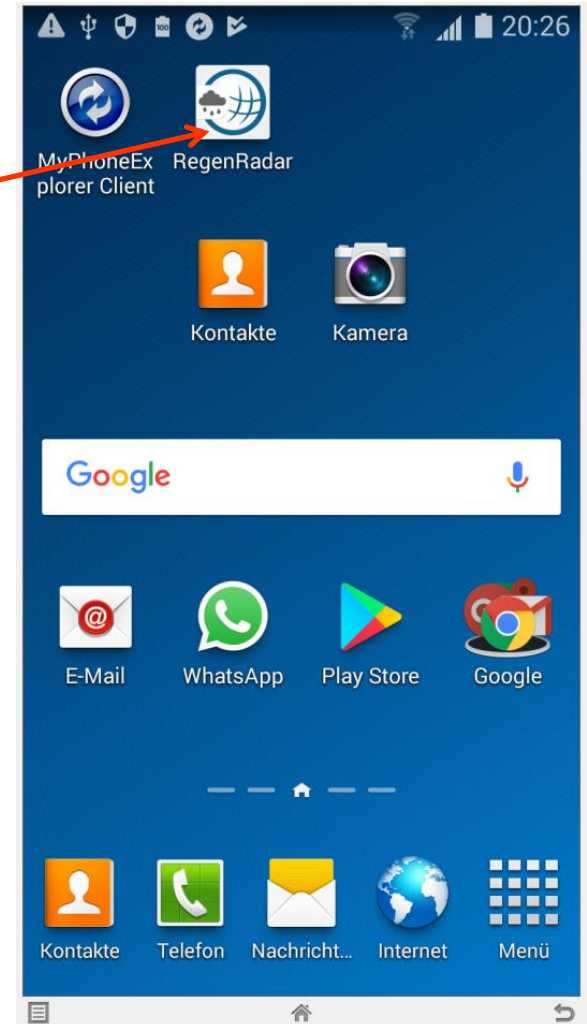 20:26
MyPhoneEx
plorer Client
RegenRadar
Kontakte
Kamera
Google
E-Mail
WhatsApp
Play Store
Google
Kontakte
Telefon
Nachricht...
Internet
Menü